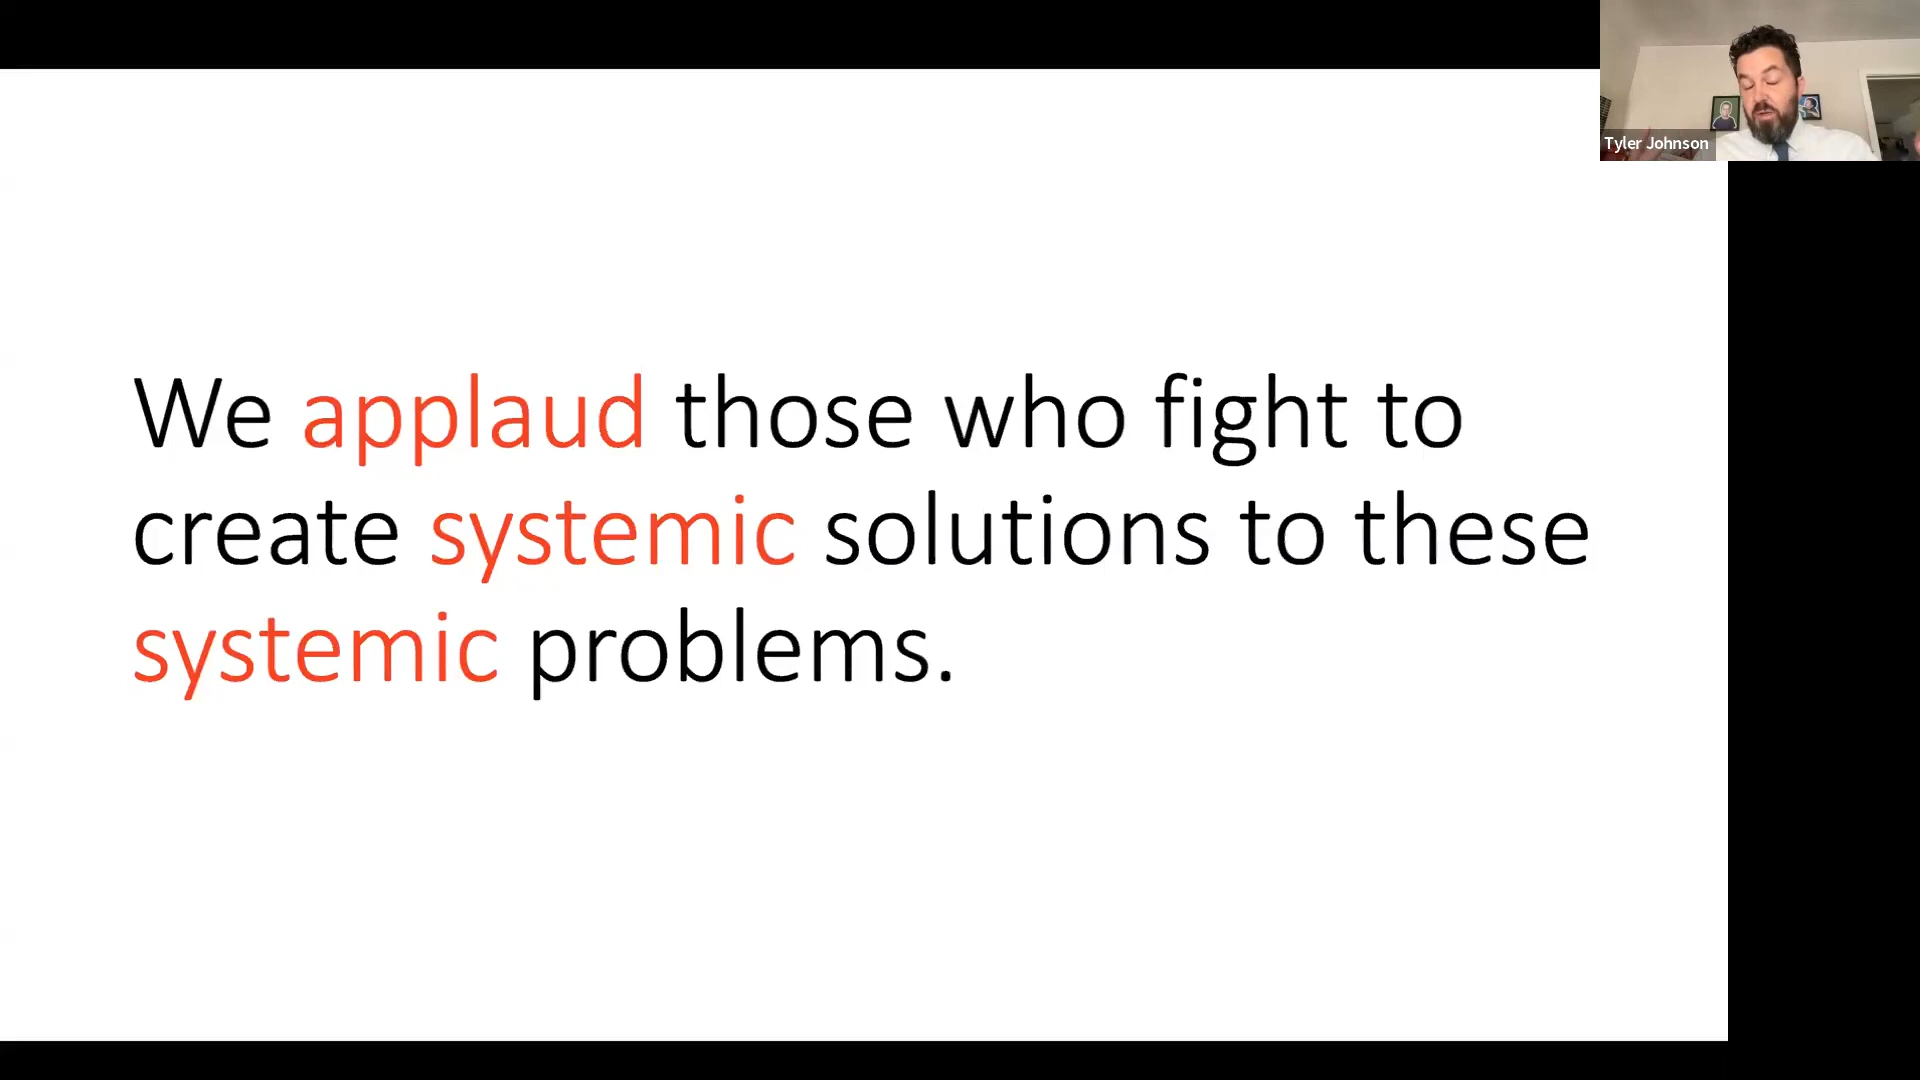 Tyler Johnson
We applaud those who fight to
create systemic solutions to these
systemic problems.